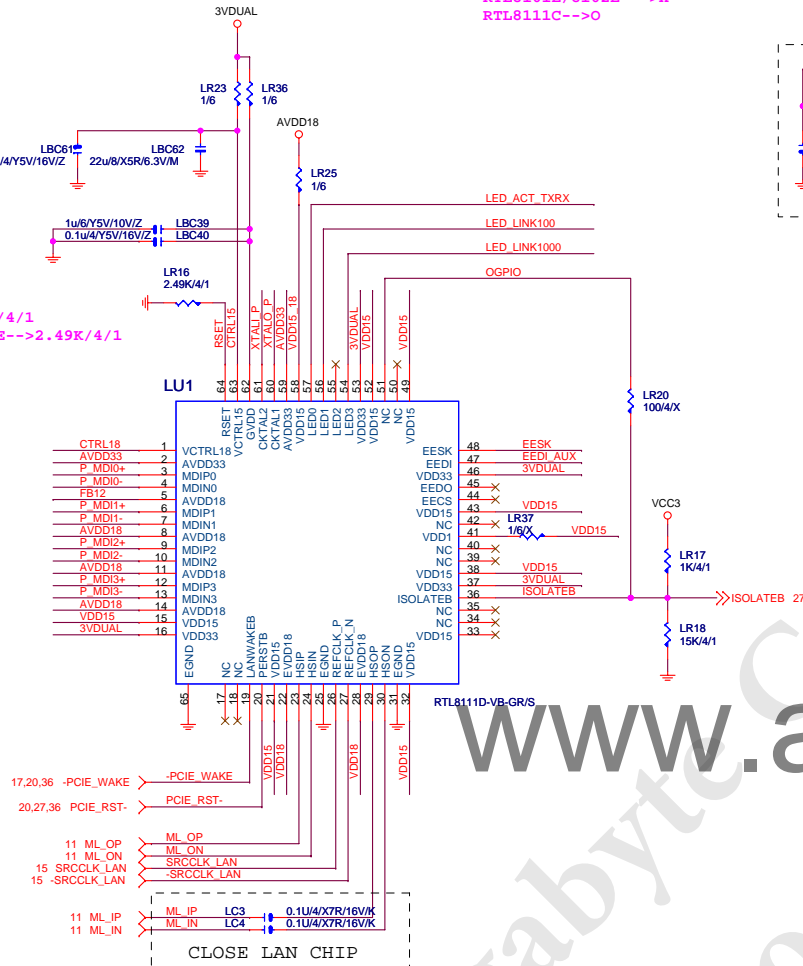 RTL8111C-->O
3VDUAL
LR23
1/6
LR36
1/6
AVDD18
LBC61
/4/Y5V/16V/Z
LBC62
22u/8/X5R/6.3V/M
LR25
1/6
LED_ACT_TXRX
1u/6/Y5V/10V/Z LBC39
0.1u/4/Y5V/16V/Z LBC40
LED_LINK100
LED_LINK1000
OGPIO
LR16
2.49K/4/1
/4/1
E-->2.49K/4/1
RSET
CTRL15
XTALI_P
XTALO_P
AVDD33
VDD15_18
3VDUAL
VDD15
VDD15
LU1
64 63 62 61 60 59 58 57 56 55 54 53 52 51 50 49
RSET
VCTRL15
GVDD
CKTAL2
CKTAL1
AVDD33
VDD15
LED0
LED1
LED2
LED3
VDD33
VDD15
NC
NC
VDD15
LR20
100/4/X
CTRL18 1 VCTRL18
AVDD33 2 AVDD33
P_MDI0+ 3 MDIP0
P_MDI0- 4 MDIN0
FB12 5 AVDD18
P_MDI1+ 6 MDIP1
P_MDI1- 7 MDIN1
AVDD18 8 AVDD18
P_MDI2+ 9 MDIP2
P_MDI2- 10 MDIN2
AVDD18 11 AVDD18
P_MDI3+ 12 MDIP3
P_MDI3- 13 MDIN3
AVDD18 14 AVDD18
VDD15 15 VDD15
3VDUAL 16 VDD33
EESK 48 EESK
EEDI 47 EEDI_AUX
VDD33 46 3VDUAL
EEDO 45
EECS 44
VDD15 43 VDD15
NC 42
VDD1 41
LR37
1/6/X
VDD15
NC 40
NC 39
VDD15 38 VDD15
VDD33 37 3VDUAL
ISOLATEB 36 ISOLATEB
NC 35
NC 34
VDD15 33
VCC3
LR17
1K/4/1
ISOLATEB 27
LR18
15K/4/1
EGND
NC
NC
LANWAKEB
PERSTB
VDD15
EVDD18
HSIP
HSIN
EGND
REFCLK_P
REFCLK_N
EVDD18
HSOP
HSON
EGND
VDD15
65 17 18 19 20 21 22 23 24 25 26 27 28 29 30 31 32
RTL8111D-VB-GR/S
www.a
VDD15
VDD18
VDD18
VDD15
17,20,36 -PCIE_WAKE -PCIE_WAKE
20,27,36 PCIE_RST- PCIE_RST-
11 ML_OP ML_OP
11 ML_ON ML_ON
15 SRCCLK_LAN SRCCLK_LAN
15 -SRCCLK_LAN -SRCCLK_LAN
11 ML_IP ML_IP LC3 0.1U/4/X7R/16V/K
11 ML_IN ML_IN LC4 0.1U/4/X7R/16V/K
CLOSE LAN CHIP
gabyte C